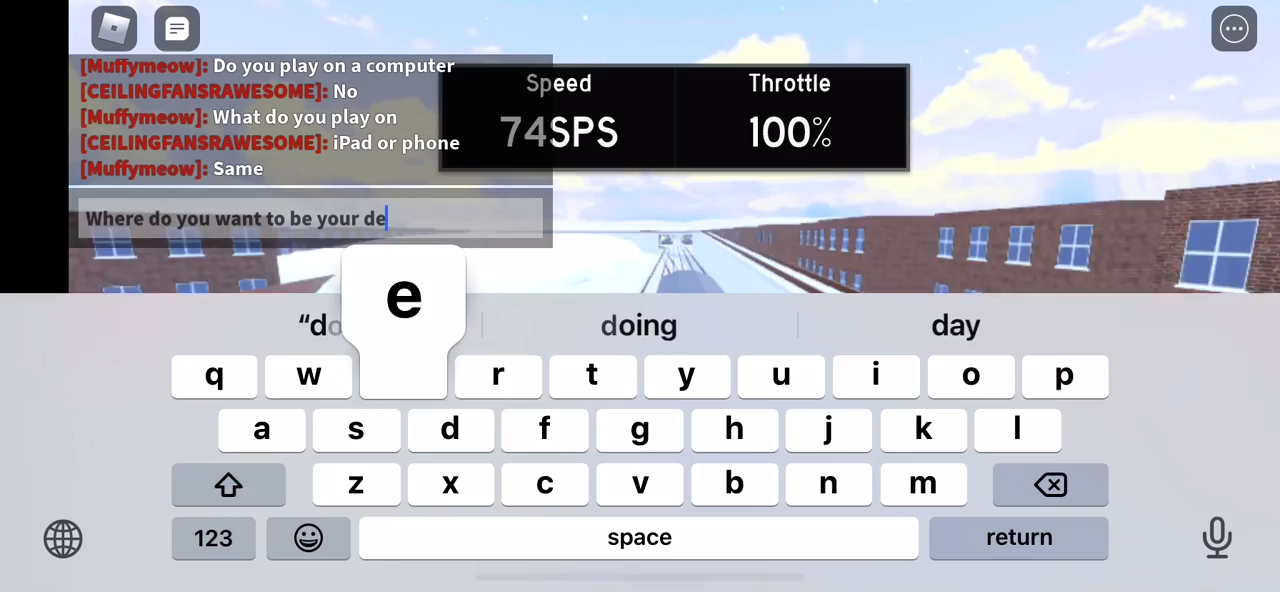 [Muffymeow]: Do you play on a computer
[CEILINGFANSRAWESOME]: No
[Muffymeow]: What do you play on
[CEILINGFANSRAWESOME]: iPad or phone
[Muffymeow]: Same
Speed Throttle
74SPS 100%
Where do you want to be your de
e
“do doing day
q w r t y u i o p
a s d f g h j k l
z x c v b n m
123 space return